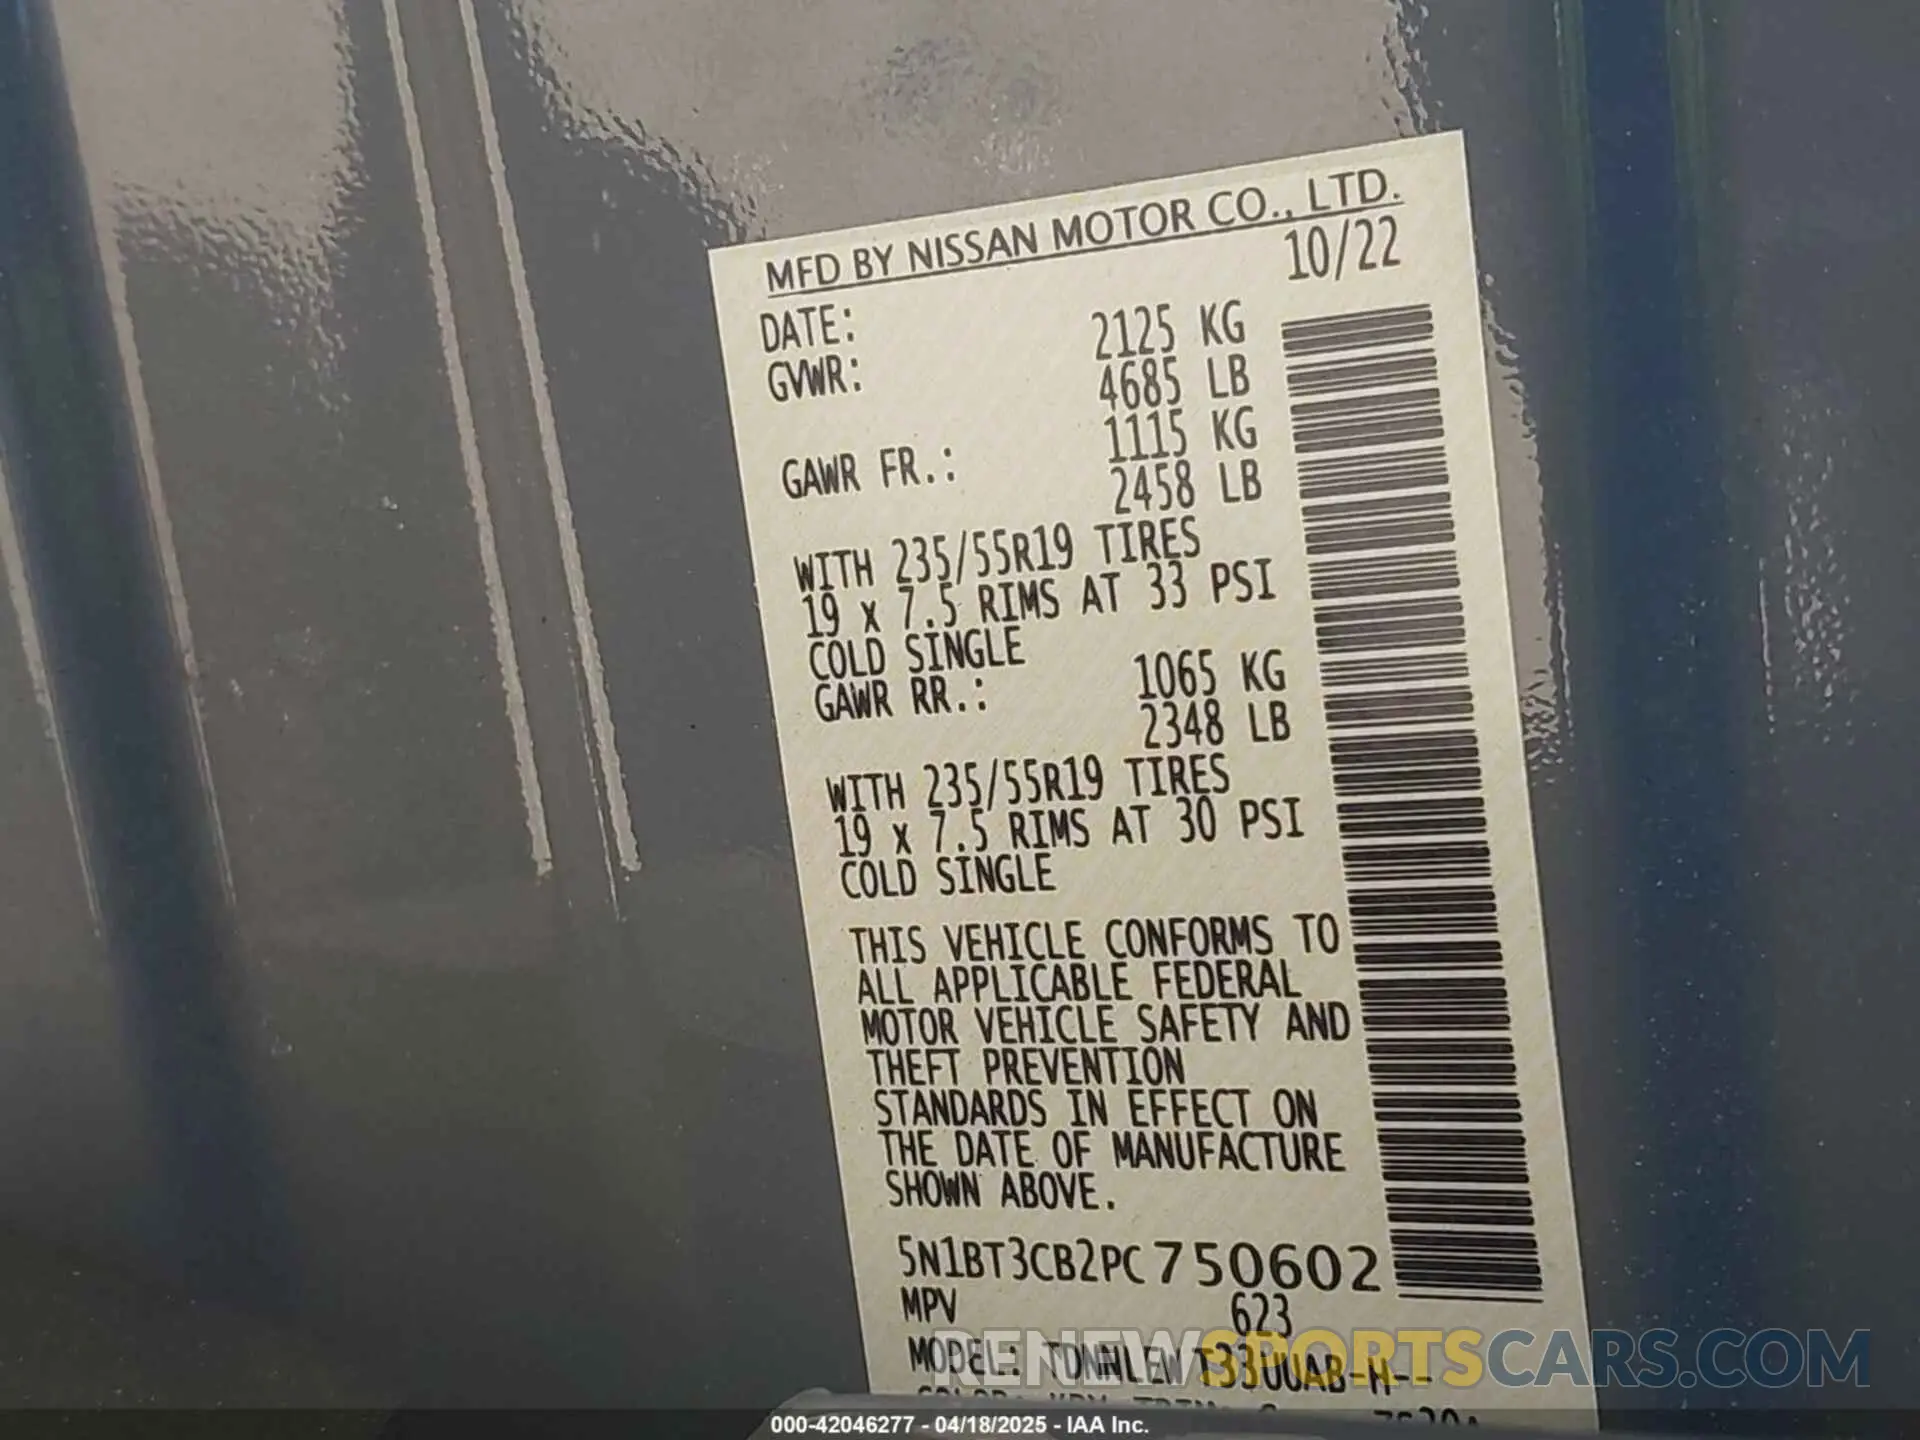 MFD BY NISSAN MOTOR CO., LTD.
DATE: 10/22
GVWR: 2125 KG
4685 LB
GAWR FR.: 1115 KG
2458 LB
WITH 235/55R19 TIRES
19 x 7.5 RIMS AT 33 PSI
COLD SINGLE
GAWR RR.: 1065 KG
2348 LB
WITH 235/55R19 TIRES
19 x 7.5 RIMS AT 30 PSI
COLD SINGLE
THIS VEHICLE CONFORMS TO
ALL APPLICABLE FEDERAL
MOTOR VEHICLE SAFETY AND
THEFT PREVENTION
STANDARDS IN EFFECT ON
THE DATE OF MANUFACTURE
SHOWN ABOVE.
5N1BT3CB2PC750602
MPV 623
MODEL:
RENEWSPORTSCARS.COM
000-42046277 - 04/18/2025 - IAA Inc.